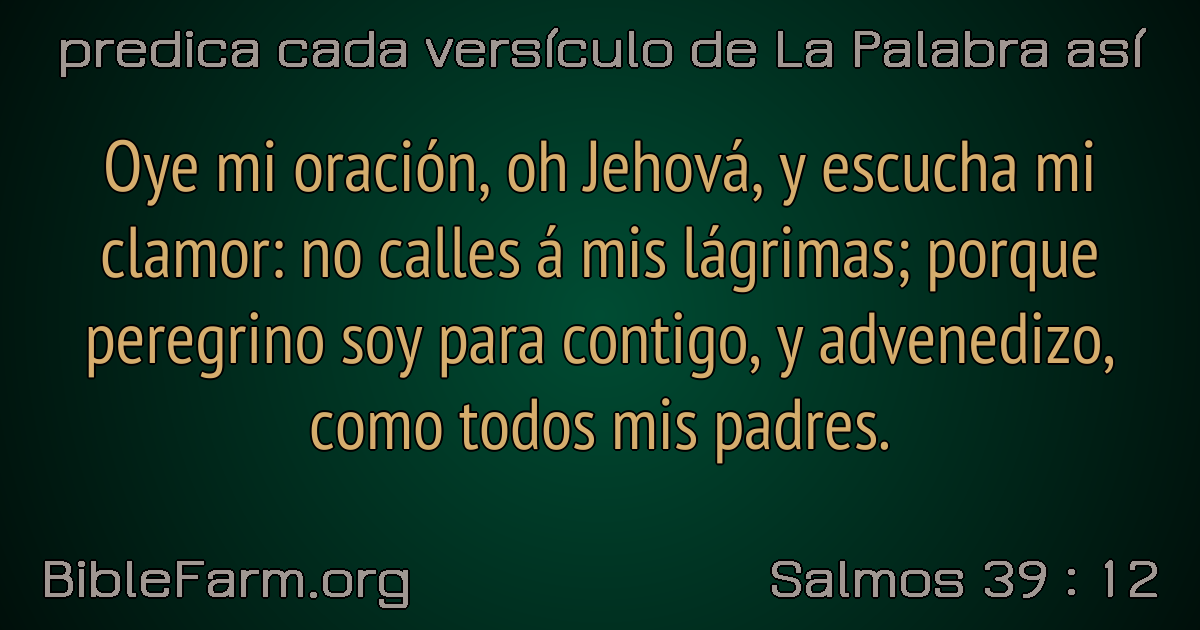 predica cada versículo de La Palabra así
Oye mi oración, oh Jehová, y escucha mi
clamor: no calles á mis lágrimas; porque
peregrino soy para contigo, y advenedizo,
como todos mis padres.
BibleFarm.org
Salmos 39 : 12